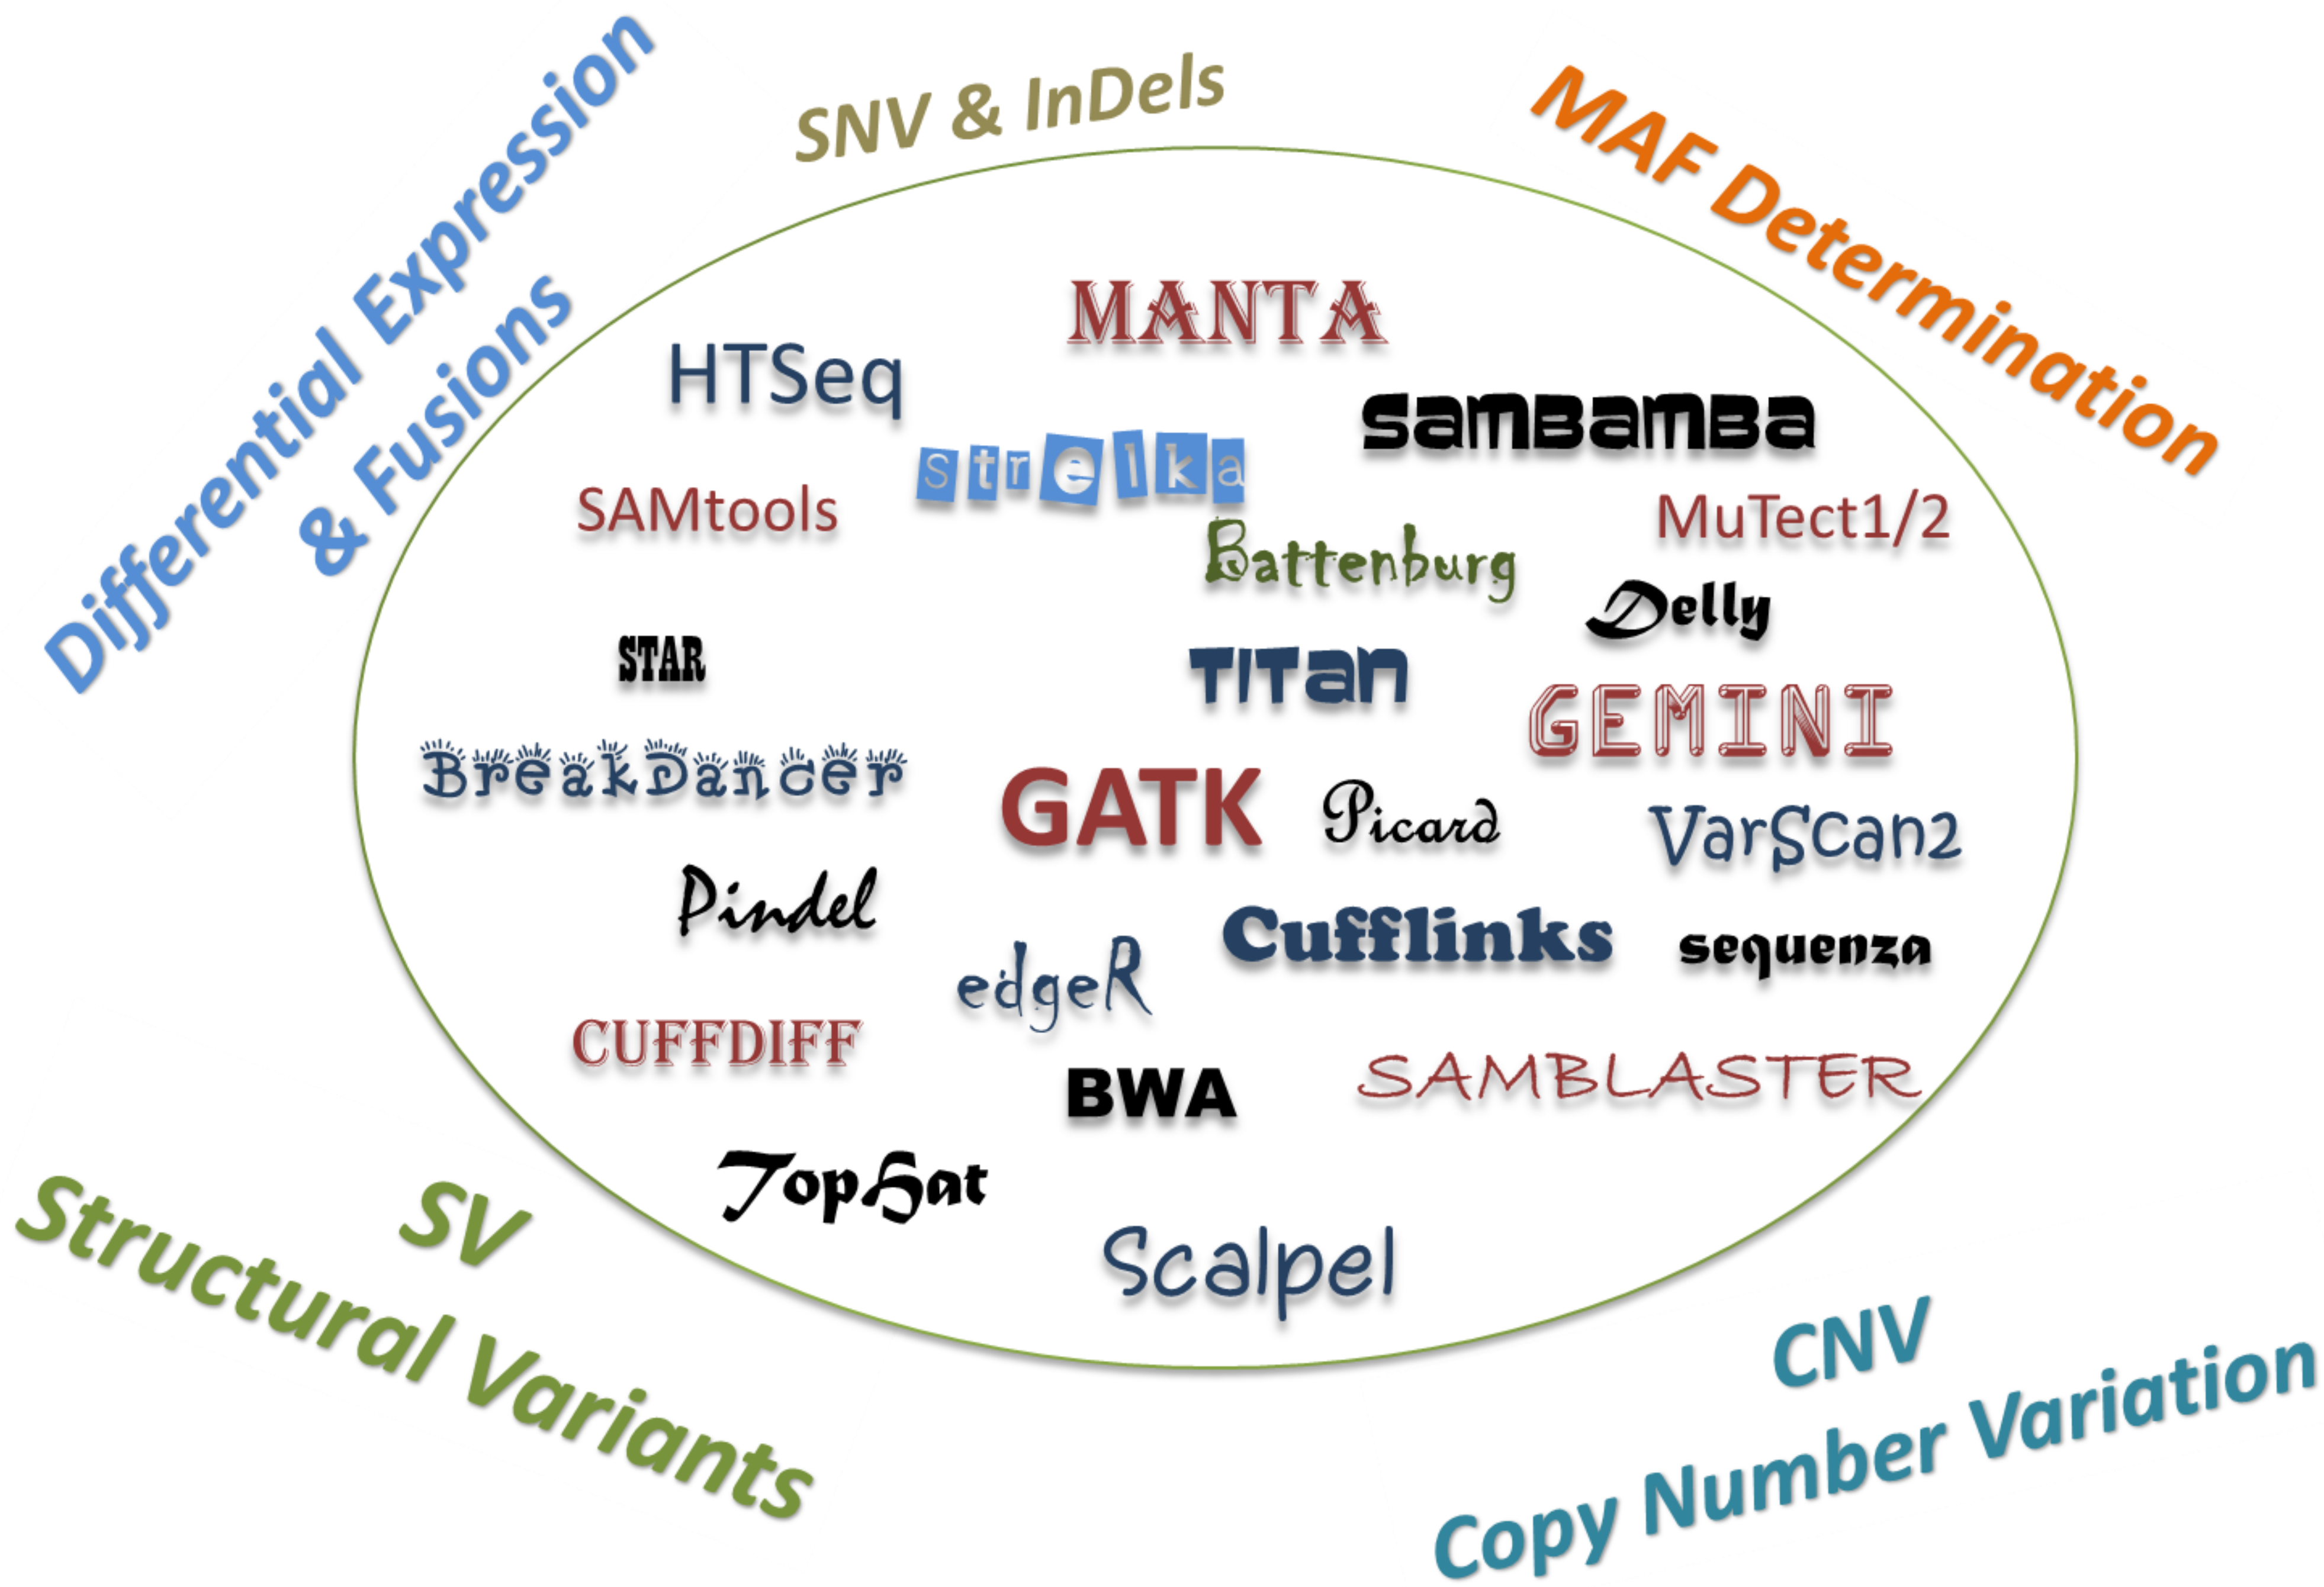 Differential Expression
& Fusions
SNV & InDels
MAF Determination
MANTA
HTSeq
SAMBAMBA
strelka
SAMtools
MuTect1/2
Battenburg
Delly
STAR
TITan
GEMINI
BreakDancer
GATK
Picard
VarScan2
Pindel
Cufflinks
sequenza
edgeR
CUFFDIFF
BWA
SAMBLASTER
TopHat
Scalpel
SV
Structural Variants
CNV
Copy Number Variation